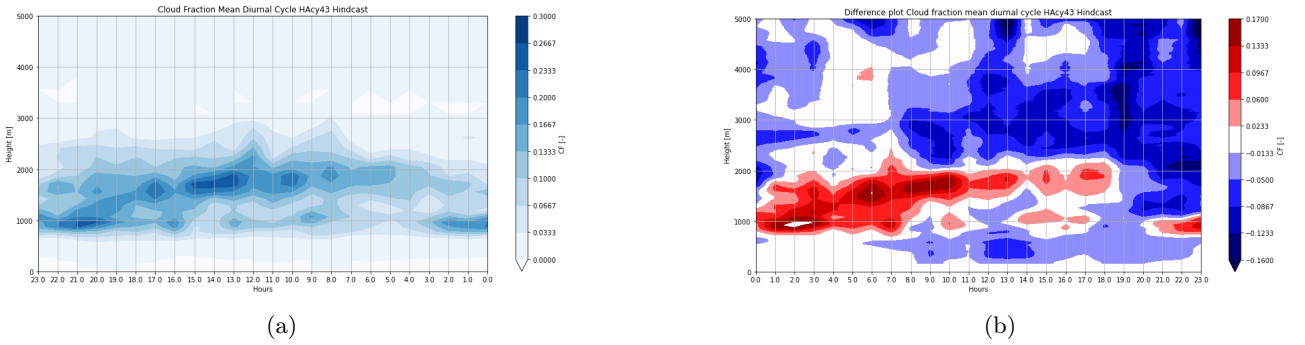 Cloud Fraction Mean Diurnal Cycle HAcy43 Hindcast
5000
4000
3000
2000
1000
0
Height [m]
23.0 22.0 21.0 20.0 19.0 18.0 17.0 16.0 15.0 14.0 13.0 12.0 11.0 10.0 9.0 8.0 7.0 6.0 5.0 4.0 3.0 2.0 1.0 0.0
Hours
0.3000
0.2667
0.2333
0.2000
0.1667
0.1333
0.1000
0.0667
0.0333
0.0000
CF [-]
(a)
Difference plot Cloud fraction mean diurnal cycle HAcy43 Hindcast
5000
4000
3000
2000
1000
0
Height [m]
0.0 1.0 2.0 3.0 4.0 5.0 6.0 7.0 8.0 9.0 10.0 11.0 12.0 13.0 14.0 15.0 16.0 17.0 18.0 19.0 20.0 21.0 22.0 23.0
Hours
0.1700
0.1333
0.0967
0.0600
0.0233
−0.0133
−0.0500
−0.0867
−0.1233
−0.1600
CF [-]
(b)